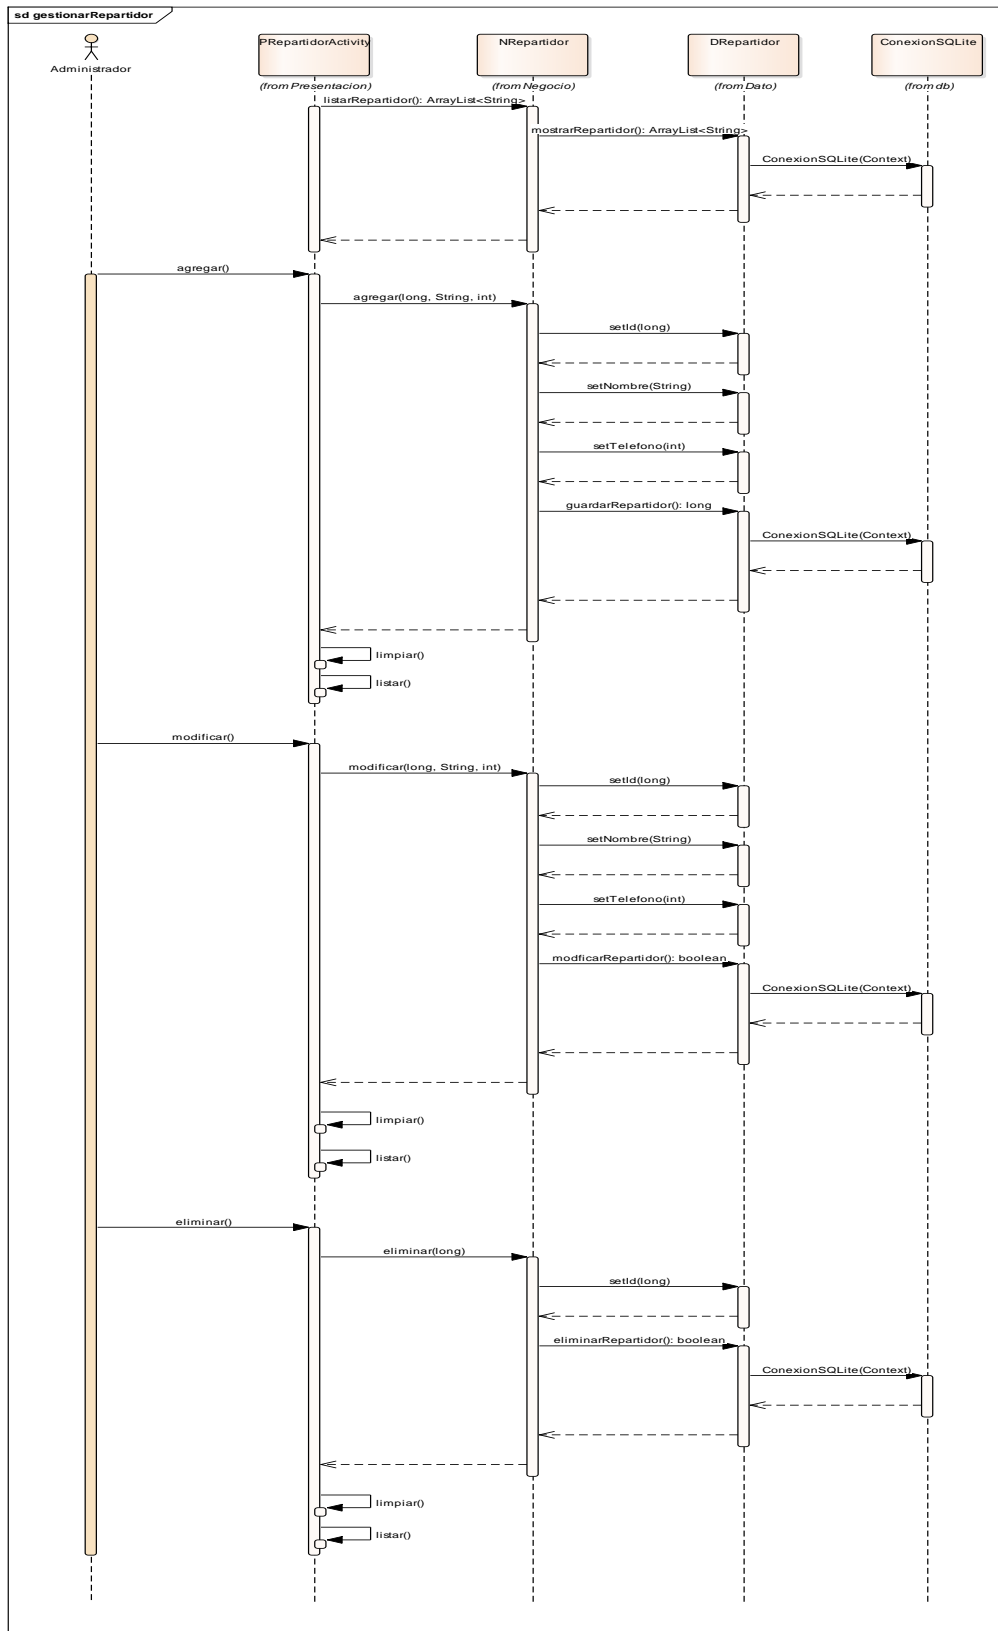 sd gestionarRepartidor
Administrador
PRepartidorActivity
NRepartidor
DRepartidor
ConexionSQLite
(from Presentacion)
(from Negocio)
(from Dato)
(from db)
listarRepartidor(): ArrayList<String>
mostrarRepartidor(): ArrayList<String>
ConexionSQLite(Context)
agregar()
agregar(long, String, int)
setId(long)
setNombre(String)
setTelefono(int)
guardarRepartidor(): long
ConexionSQLite(Context)
limpiar()
listar()
modificar()
modificar(long, String, int)
setId(long)
setNombre(String)
setTelefono(int)
modficarRepartidor(): boolean
ConexionSQLite(Context)
limpiar()
listar()
eliminar()
eliminar(long)
setId(long)
eliminarRepartidor(): boolean
ConexionSQLite(Context)
limpiar()
listar()